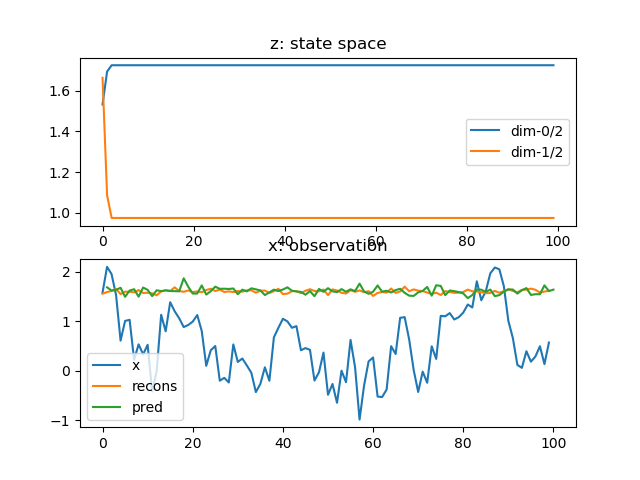 z: state space
1.6
1.4
1.2
1.0
dim-0/2
dim-1/2
0 20 40 60 80 100
x: observation
2
1
0
−1
x
recons
pred
0 20 40 60 80 100